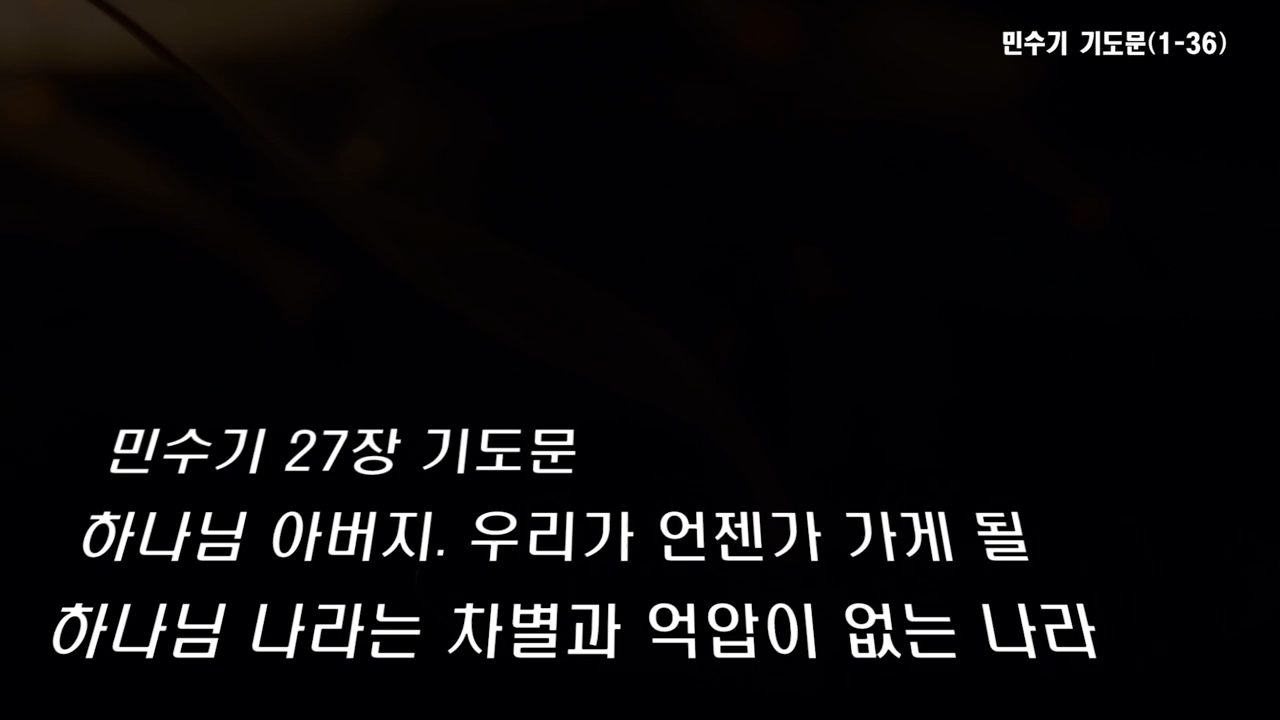 민수기 기도문(1-36)
민수기 27장 기도문
하나님 아버지. 우리가 언젠가 가게 될
하나님 나라는 차별과 억압이 없는 나라